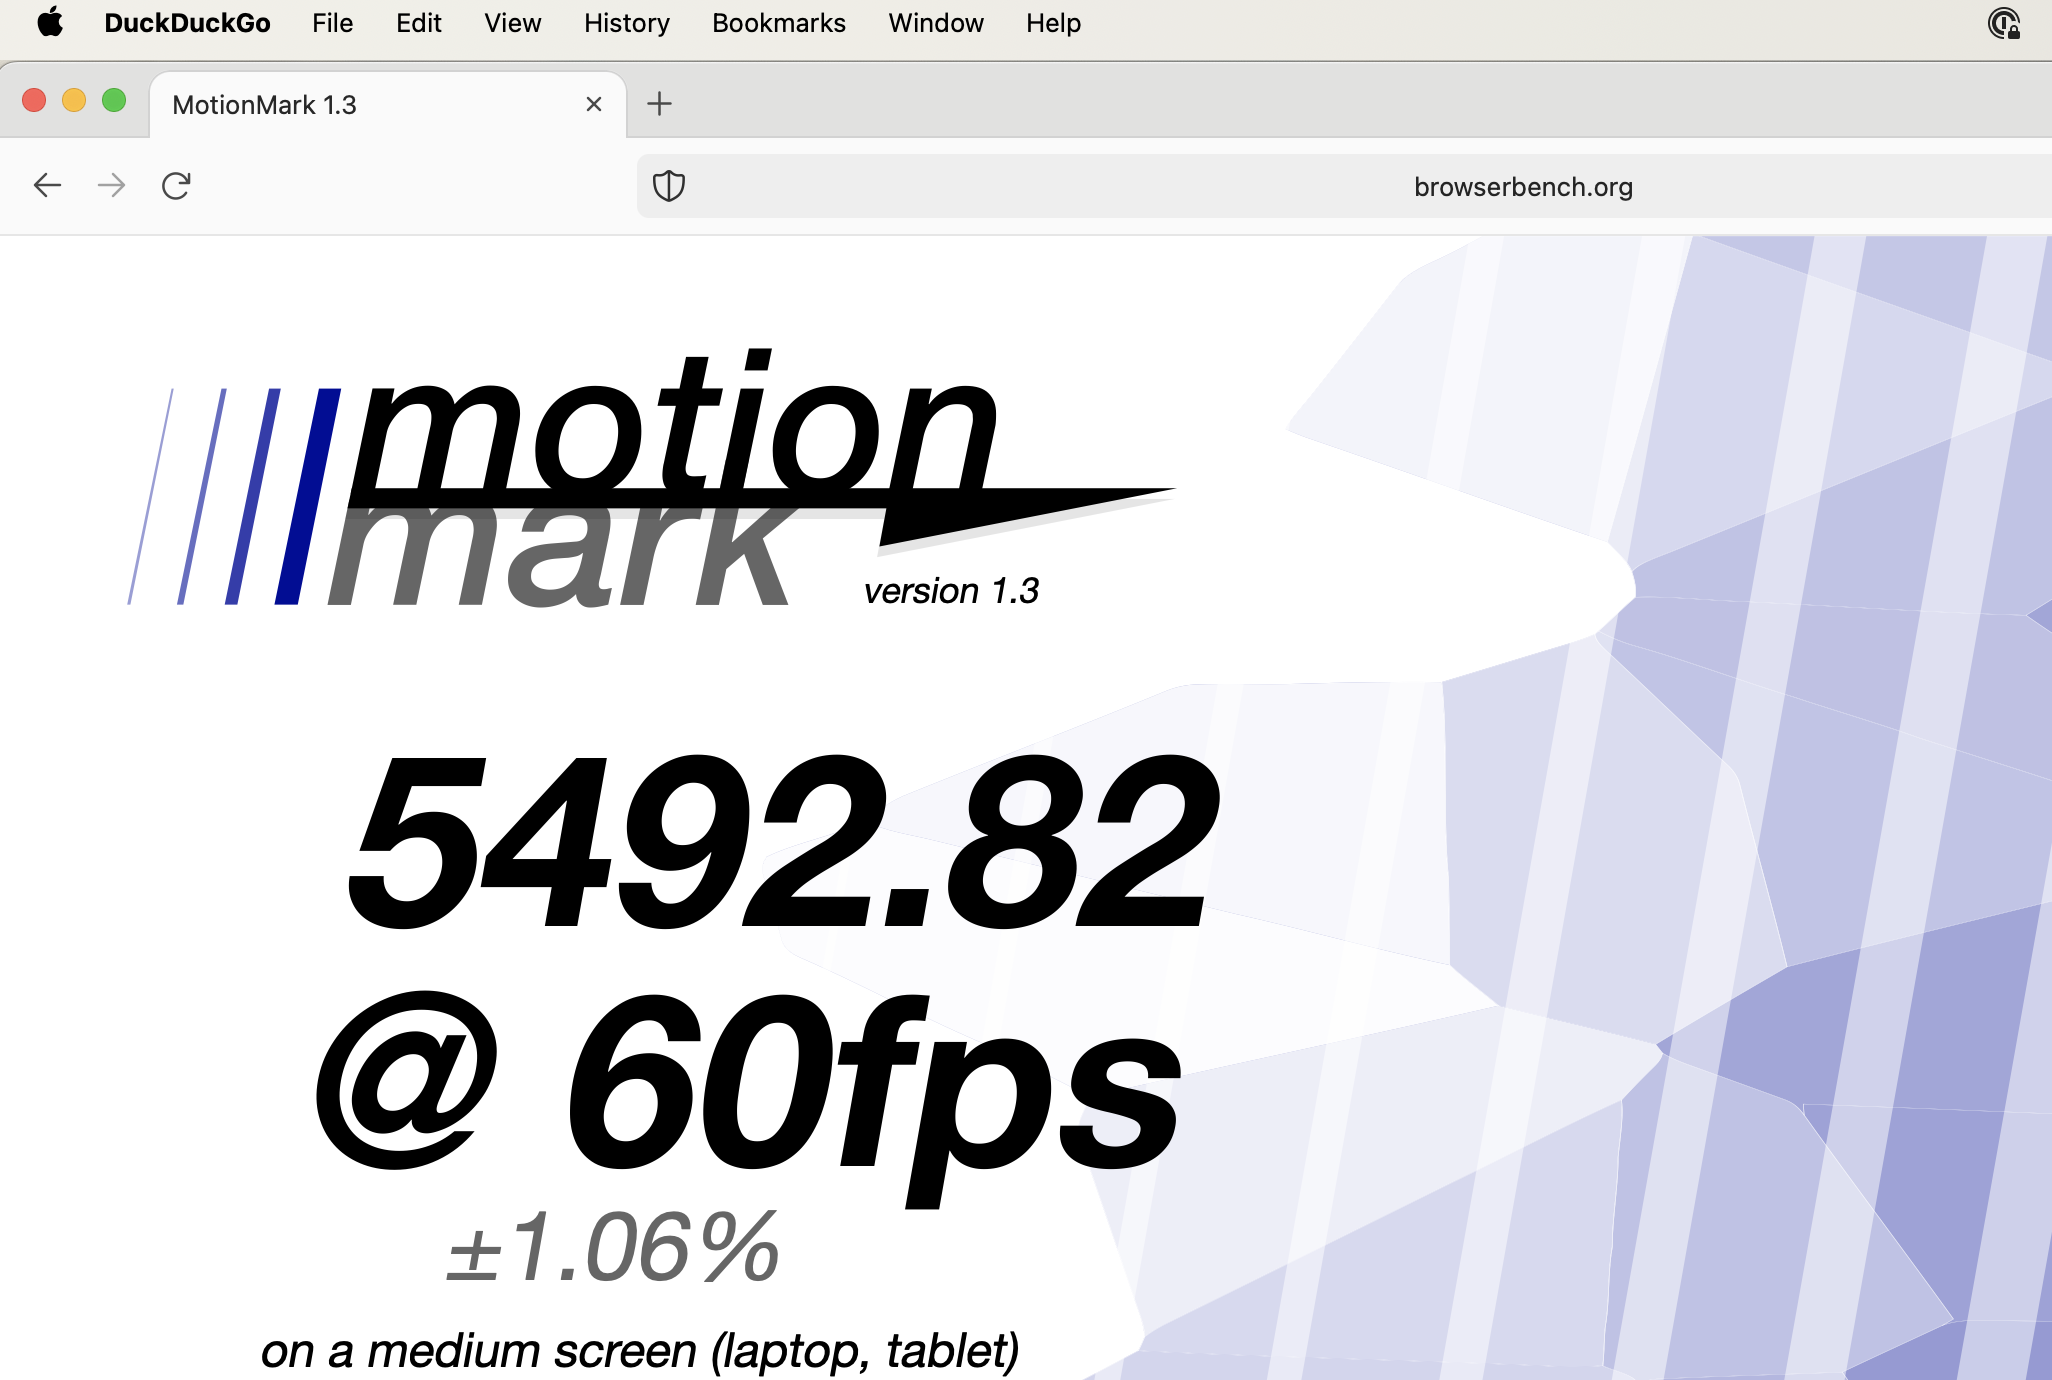 DuckDuckGo File Edit View History Bookmarks Window Help
MotionMark 1.3
browserbench.org
motion
mark
version 1.3
5492.82
@ 60fps
±1.06%
on a medium screen (laptop, tablet)